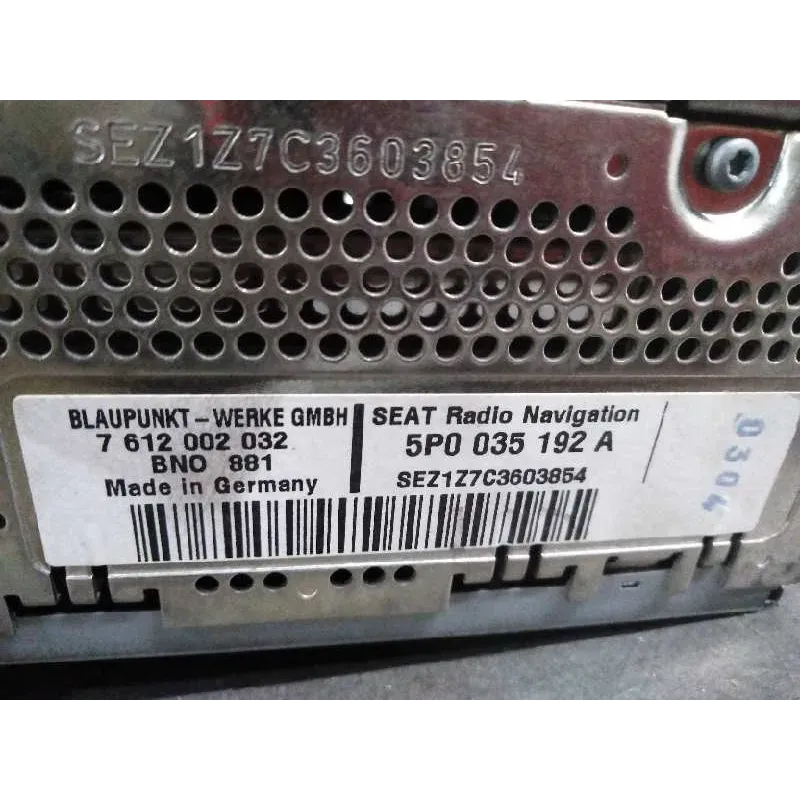 SEZ1Z7C3603854
BLAUPUNKT-WERKE GMBH
7 612 002 032
BNO 881
Made in Germany
SEAT Radio Navigation
5P0 035 192 A
SEZ1Z7C3603854
0304